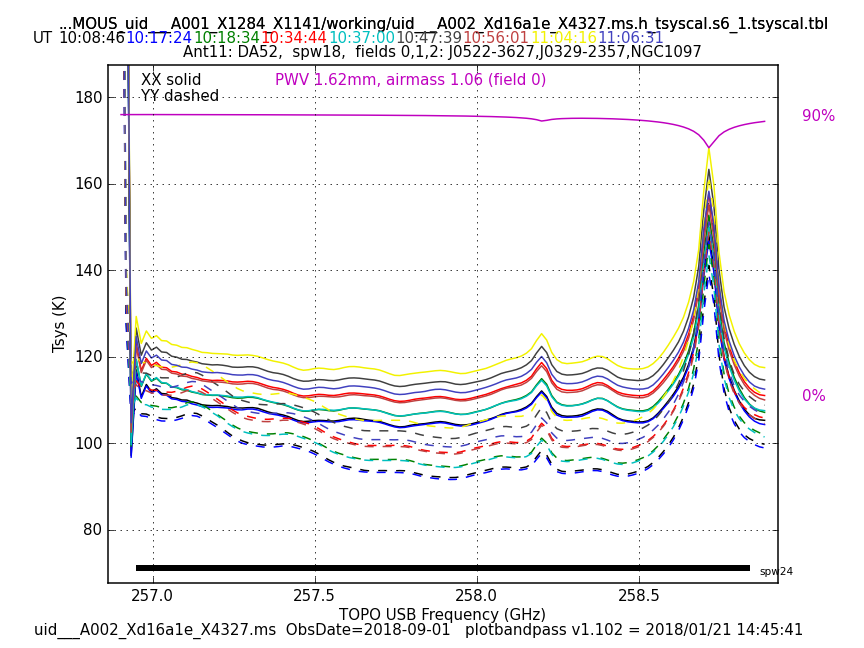 ...MOUS_uid___A001_X1284_X1141/working/uid___A002_Xd16a1e_X4327.ms.h_tsyscal.s6_1.tsyscal.tbl
UT 10:08:46 10:17:24 10:18:34 10:34:44 10:37:00 10:47:39 10:56:01 11:04:16 11:06:31
Ant11: DA52,  spw18,  fields 0,1,2: J0522-3627,J0329-2357,NGC1097
XX solid
PWV 1.62mm, airmass 1.06 (field 0)
YY dashed
180
90%
160
140
Tsys (K)
120
0%
100
80
spw24
257.0 257.5 258.0 258.5
TOPO USB Frequency (GHz)
uid___A002_Xd16a1e_X4327.ms  ObsDate=2018-09-01   plotbandpass v1.102 = 2018/01/21 14:45:41